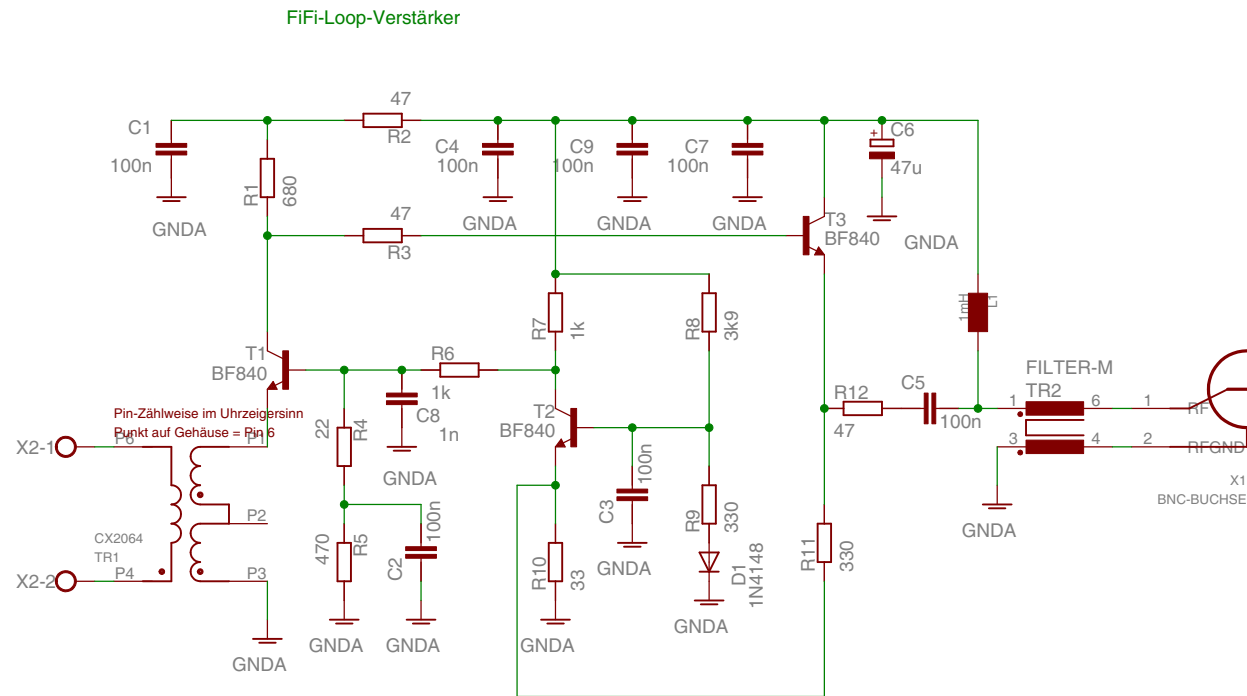 FiFi-Loop-Verstärker
47
C1
R2
C4
C9
C7
C6
100n
100n
100n
100n
47u
R1
680
GNDA
GNDA
GNDA
GNDA
GNDA
47
R3
T3
BF840
1mH
L1
R7
1k
R8
3k9
T1
BF840
R6
1k
C8
1n
GNDA
FILTER-M
TR2
R12
47
C5
100n
1
6
1
RF
3
4
2
RFGND
GNDA
X1
BNC-BUCHSE
Pin-Zählweise im Uhrzeigersinn
Punkt auf Gehäuse = Pin 6
T2
BF840
22
R4
X2-1
P6
P1
P2
CX2064
TR1
X2-2
P4
P3
GNDA
470
R5
C2
100n
GNDA
GNDA
C3
100n
GNDA
R9
330
D1
1N4148
GNDA
R10
33
GNDA
R11
330